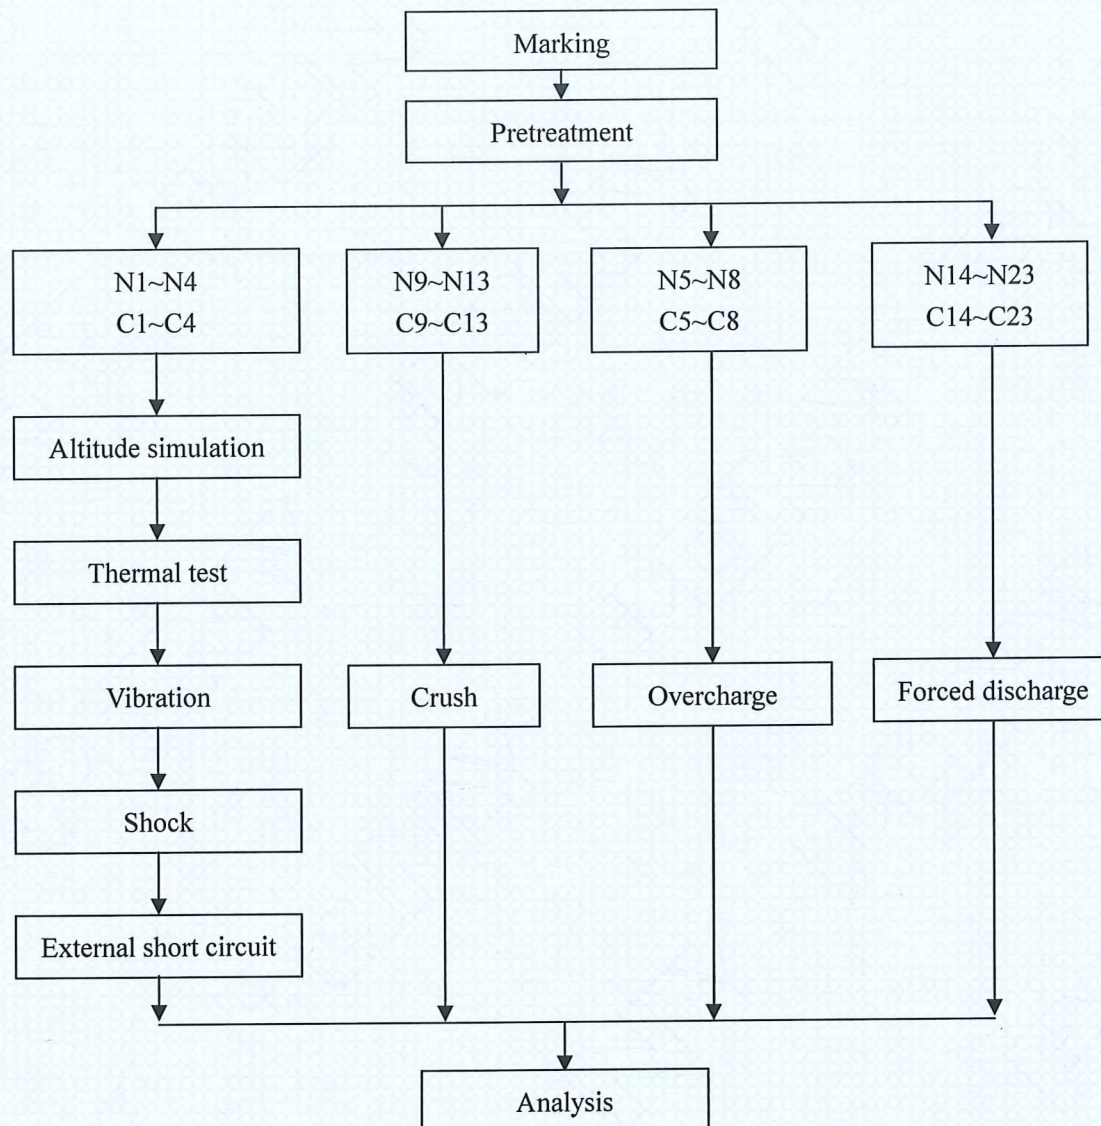 Marking
Pretreatment
N1~N4
C1~C4
N9~N13
C9~C13
N5~N8
C5~C8
N14~N23
C14~C23
Altitude simulation
Thermal test
Vibration
Crush
Overcharge
Forced discharge
Shock
External short circuit
Analysis